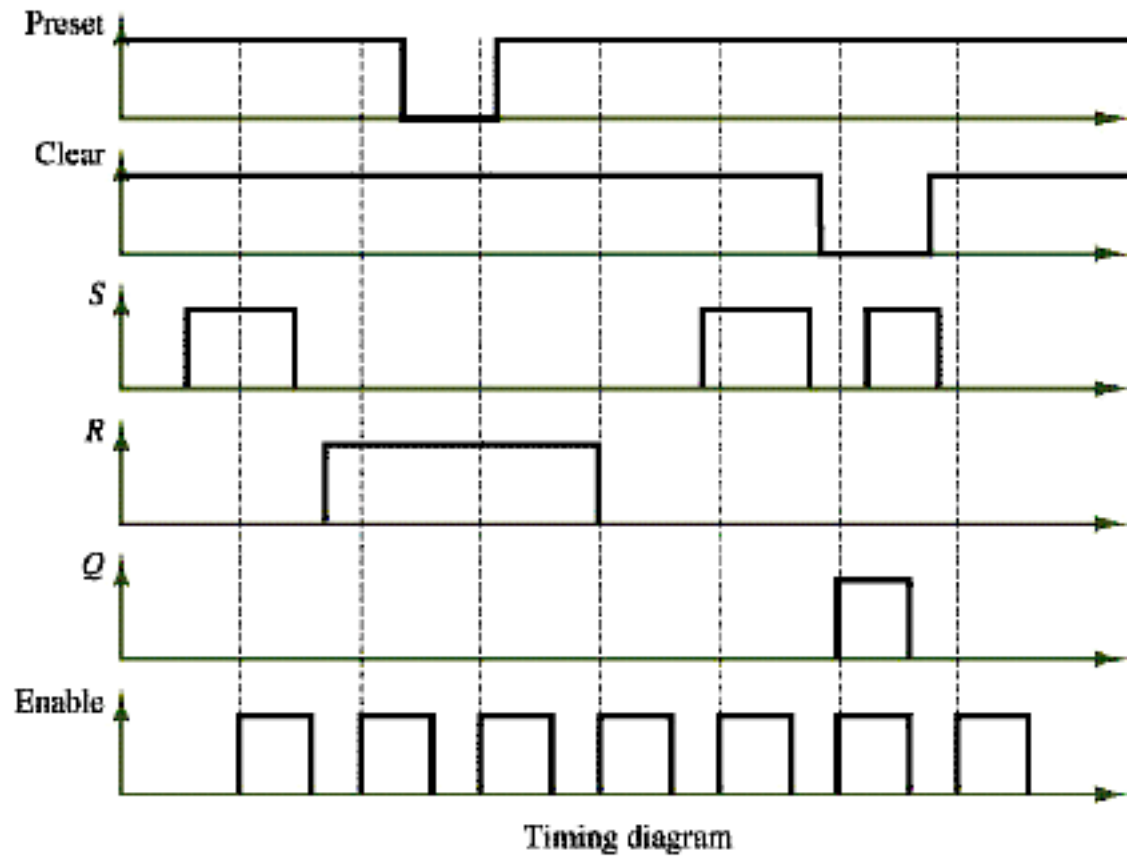 Preset
Clear
S
R
Q
Enable
Timing diagram